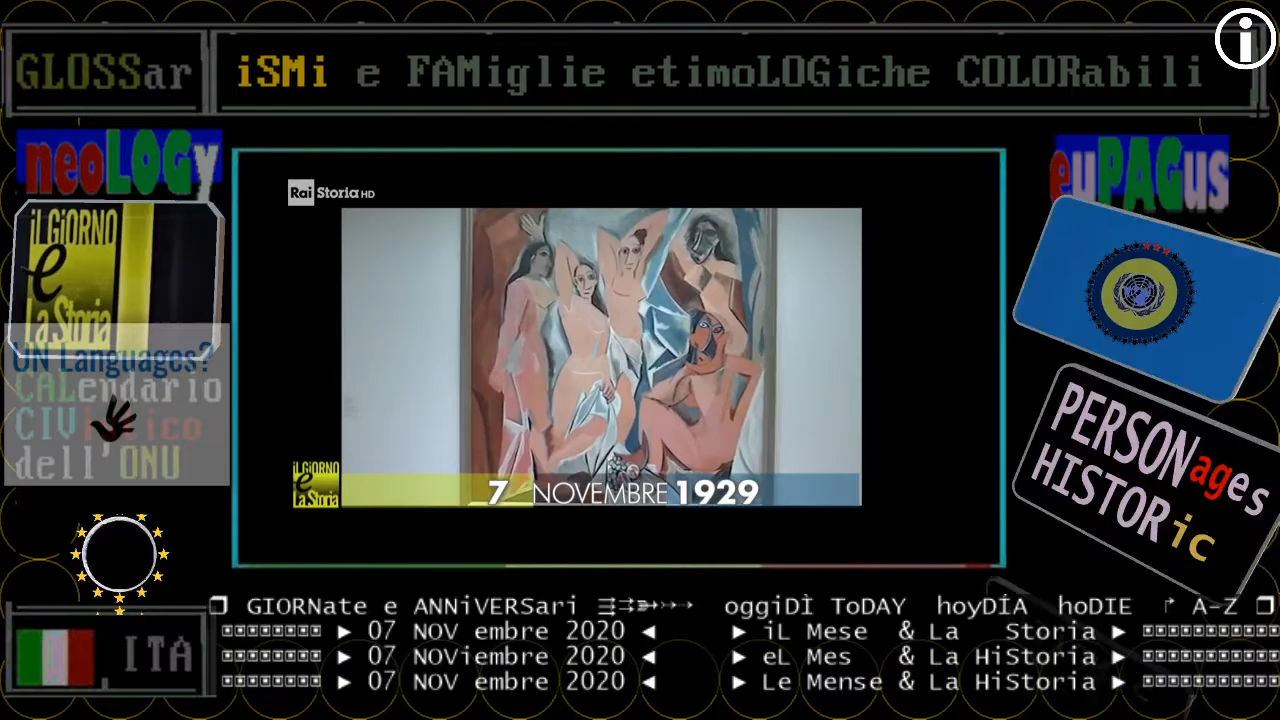 GLOSSar
iSMi e FAMiglie etimoLOGiche COLORabili
neoLOGy
euPAGus
Rai Storia HD
iL GiORNO
e
La Storia
UN Languages?
CALendario
CIVico
dell'ONU
iL GiORNO
e
La Storia
7 NOVEMBRE 1929
PERSONages
HISTORic
GIORNate e ANNiVERSari
oggiDÌ ToDAY hoyDÍA hoDIE
A-Z
07 NOV embre 2020
iL Mese & La Storia
07 NOViembre 2020
eL Mes & La HiStoria
07 NOV embre 2020
Le Mense & La HiStoria
ITA